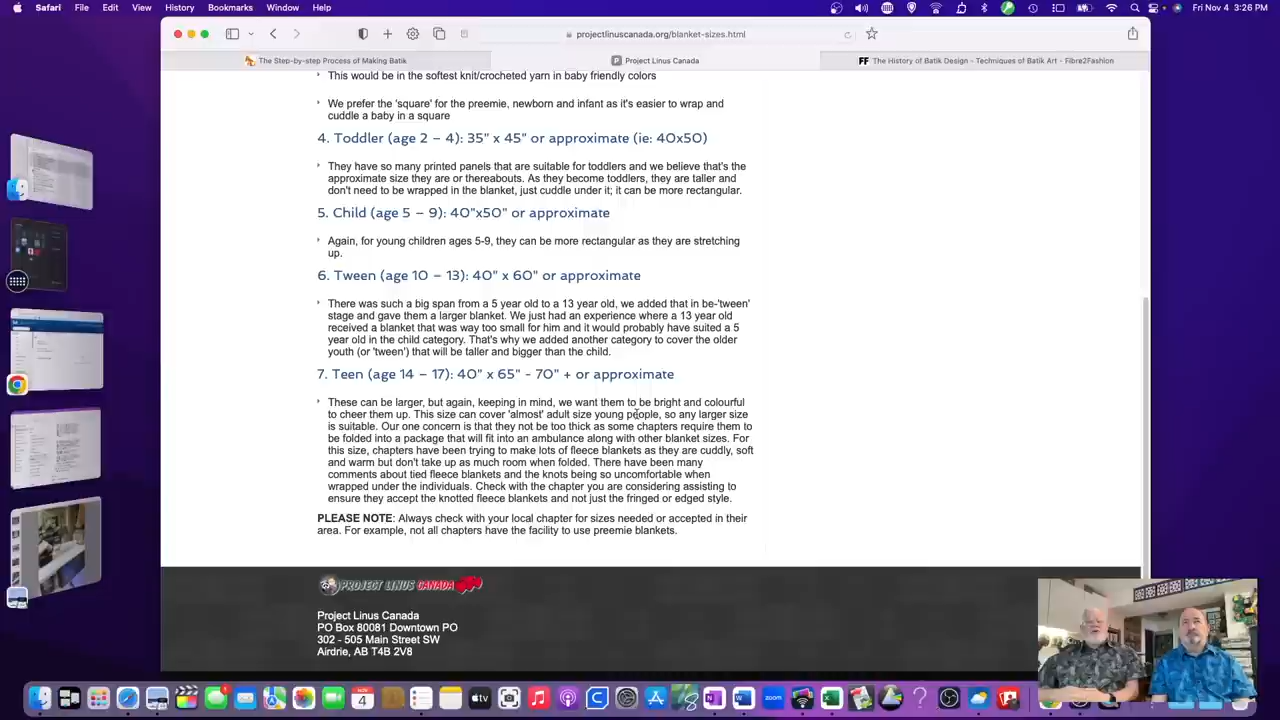 Safari File Edit View History Bookmarks Window Help Fri Nov 4 3:26 PM
projectlinuscanada.org/blanket-sizes.html
The Step-by-step Process of Making Batik
Project Linus Canada
The History of Batik Design - Techniques of Batik Art - Fibre2Fashion
This would be in the softest knit/crocheted yarn in baby friendly colors
We prefer the 'square' for the preemie, newborn and infant as it's easier to wrap and
cuddle a baby in a square
4. Toddler (age 2 – 4): 35" x 45" or approximate (ie: 40x50)
They have so many printed panels that are suitable for toddlers and we believe that's the
approximate size they are or thereabouts. As they become toddlers, they are taller and
don't need to be wrapped in the blanket, just cuddle under it; it can be more rectangular.
5. Child (age 5 – 9): 40"x50" or approximate
Again, for young children ages 5-9, they can be more rectangular as they are stretching
up.
6. Tween (age 10 – 13): 40" x 60" or approximate
There was such a big span from a 5 year old to a 13 year old, we added that in be-'tween'
stage and gave them a larger blanket. We just had an experience where a 13 year old
received a blanket that was way too small for him and it would probably have suited a 5
year old in the child category. That's why we added another category to cover the older
youth (or 'tween') that will be taller and bigger than the child.
7. Teen (age 14 – 17): 40" x 65" - 70" + or approximate
These can be larger, but again, keeping in mind, we want them to be bright and colourful
to cheer them up. This size can cover 'almost' adult size young people, so any larger size
is suitable. Our one concern is that they not be too thick as some chapters require them to
be folded into a package that will fit into an ambulance along with other blanket sizes. For
this size, chapters have been trying to make lots of fleece blankets as they are cuddly, soft
and warm but don't take up as much room when folded. There have been many
comments about tied fleece blankets and the knots being so uncomfortable when
wrapped under the individuals. Check with the chapter you are considering assisting to
ensure they accept the knotted fleece blankets and not just the fringed or edged style.
PLEASE NOTE: Always check with your local chapter for sizes needed or accepted in their
area. For example, not all chapters have the facility to use preemie blankets.
PROJECT LINUS CANADA
Project Linus Canada
PO Box 80081 Downtown PO
302 - 505 Main Street SW
Airdrie, AB T4B 2V8
NOV
4
tv
zoom